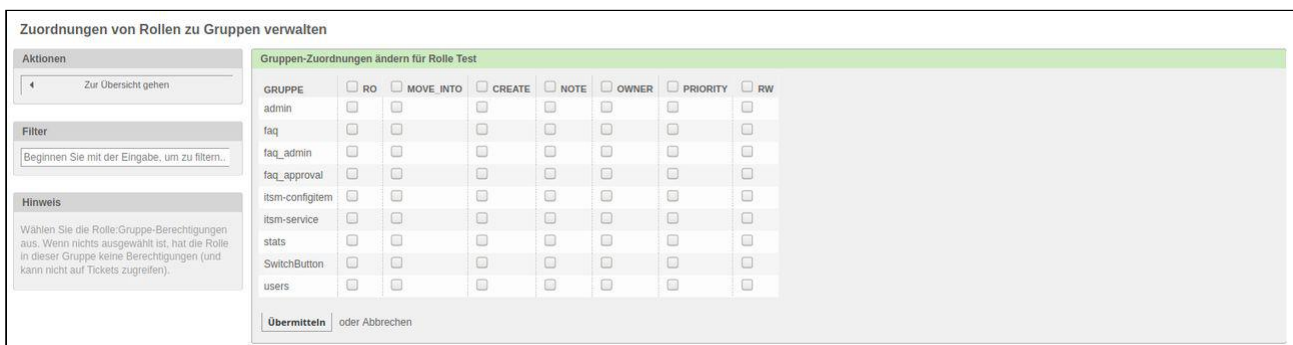 Zuordnungen von Rollen zu Gruppen verwalten
Aktionen
Zur Übersicht gehen
Filter
Beginnen Sie mit der Eingabe, um zu filtern..
Hinweis
Wählen Sie die Rolle:Gruppe-Berechtigungen
aus. Wenn nichts ausgewählt ist, hat die Rolle
in dieser Gruppe keine Berechtigungen (und
kann nicht auf Tickets zugreifen).
Gruppen-Zuordnungen ändern für Rolle Test
GRUPPE RO MOVE_INTO CREATE NOTE OWNER PRIORITY RW
admin
faq
faq_admin
faq_approval
itsm-configitem
itsm-service
stats
SwitchButton
users
Übermitteln oder Abbrechen